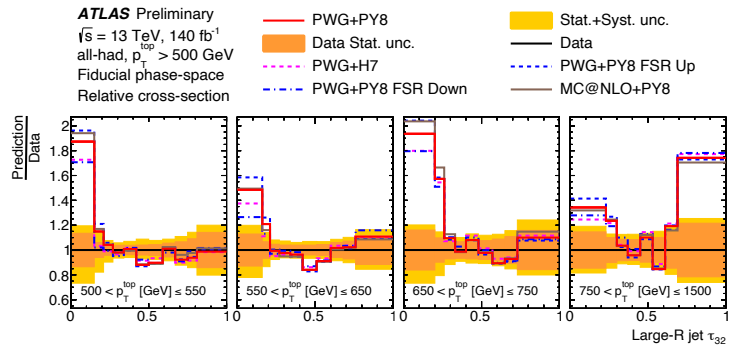 ATLAS Preliminary
√s = 13 TeV, 140 fb⁻¹
all-had, p_T^top > 500 GeV
Fiducial phase-space
Relative cross-section
PWG+PY8
Data Stat. unc.
PWG+H7
PWG+PY8 FSR Down
Stat.+Syst. unc.
Data
PWG+PY8 FSR Up
MC@NLO+PY8
Prediction
Data
2
1.8
1.6
1.4
1.2
1
0.8
0.6
500 < p_T^top [GeV] ≤ 550
550 < p_T^top [GeV] ≤ 650
650 < p_T^top [GeV] ≤ 750
750 < p_T^top [GeV] ≤ 1500
0 0.5 1 0 0.5 1 0 0.5 1 0 0.5 1
Large-R jet τ₃₂